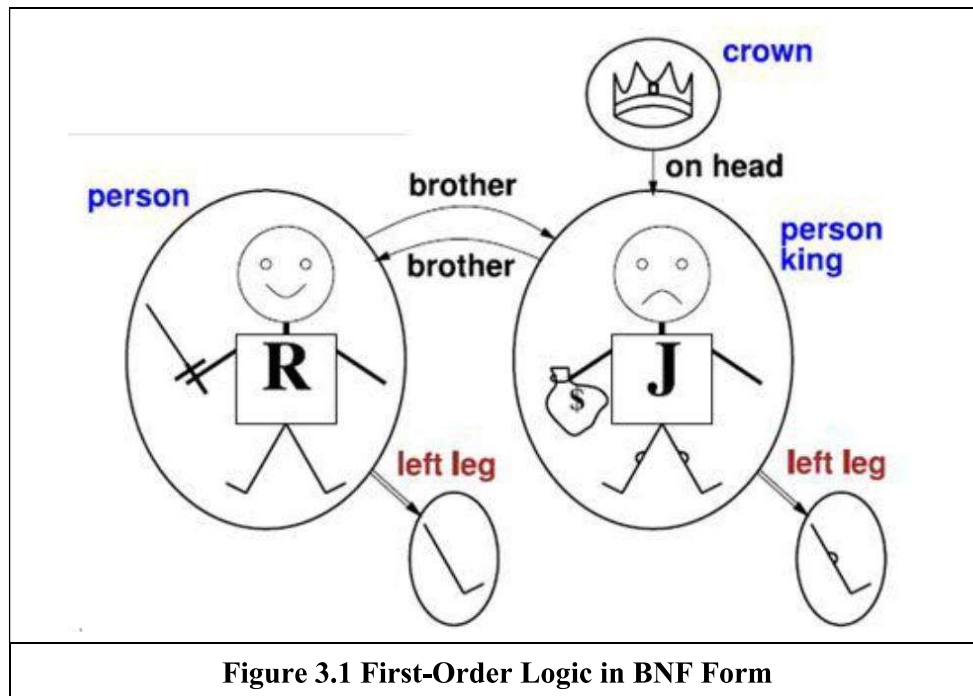 crown
on head
person
brother
brother
person
king
R
J
$
left leg
left leg
Figure 3.1 First-Order Logic in BNF Form